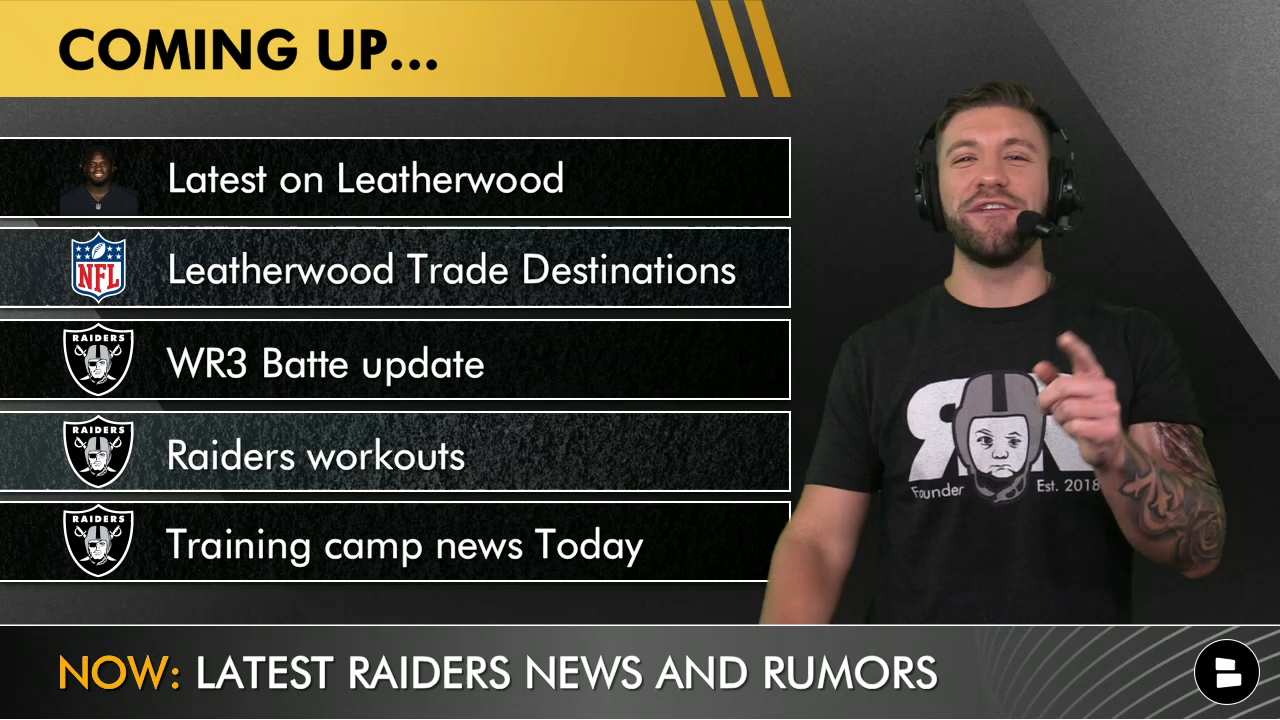 COMING UP...
Latest on Leatherwood
NFL
Leatherwood Trade Destinations
RAIDERS
WR3 Batte update
RAIDERS
Raiders workouts
RAIDERS
Training camp news Today
Founder
Est. 2018
NOW: LATEST RAIDERS NEWS AND RUMORS